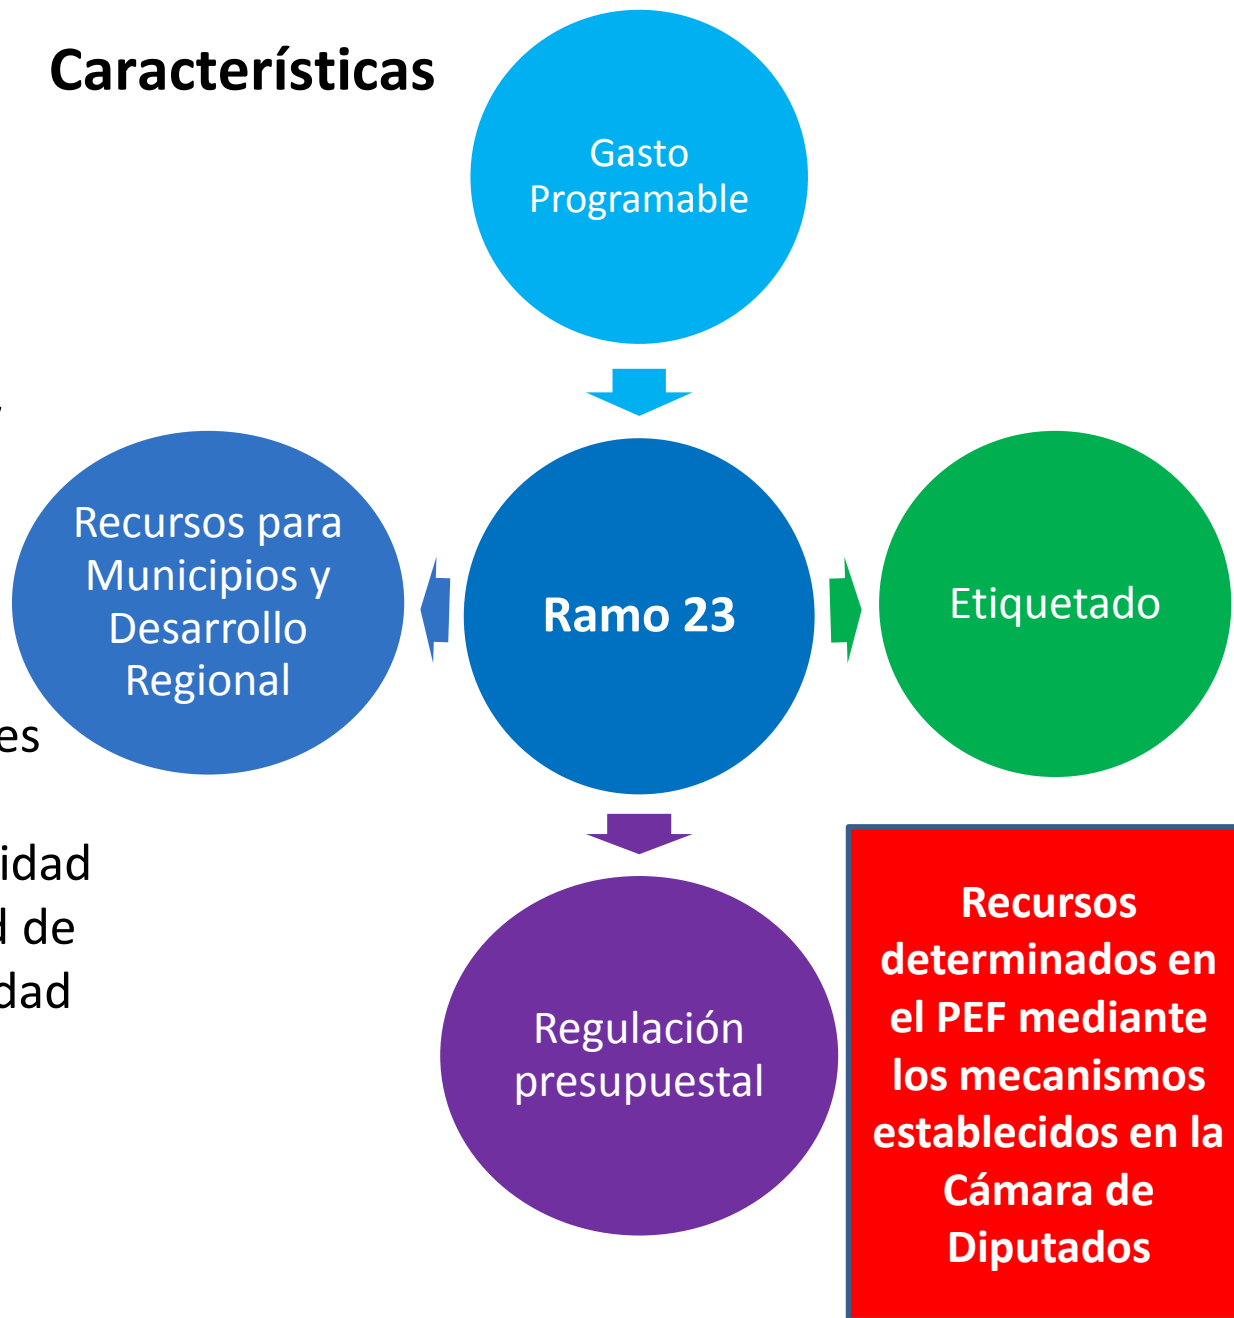 Características
Gasto
Programable
Recursos para
Municipios y
Desarrollo
Regional
Ramo 23
Etiquetado
Regulación
presupuestal
Recursos
determinados en
el PEF mediante
los mecanismos
establecidos en la
Cámara de
Diputados
de